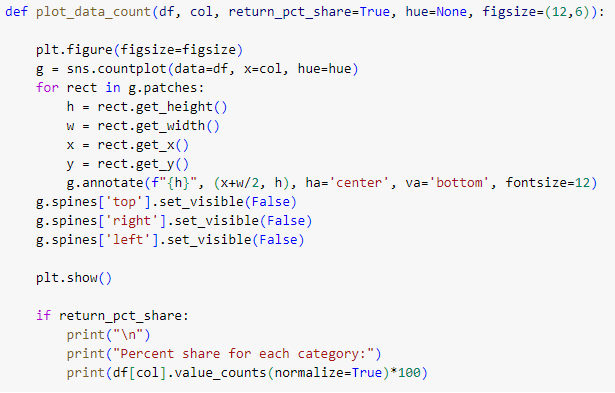 def plot_data_count(df, col, return_pct_share=True, hue=None, figsize=(12,6)):
plt.figure(figsize=figsize)
g = sns.countplot(data=df, x=col, hue=hue)
for rect in g.patches:
h = rect.get_height()
w = rect.get_width()
x = rect.get_x()
y = rect.get_y()
g.annotate(f"{h}", (x+w/2, h), ha='center', va='bottom', fontsize=12)
g.spines['top'].set_visible(False)
g.spines['right'].set_visible(False)
g.spines['left'].set_visible(False)
plt.show()
if return_pct_share:
print("\n")
print("Percent share for each category:")
print(df[col].value_counts(normalize=True)*100)